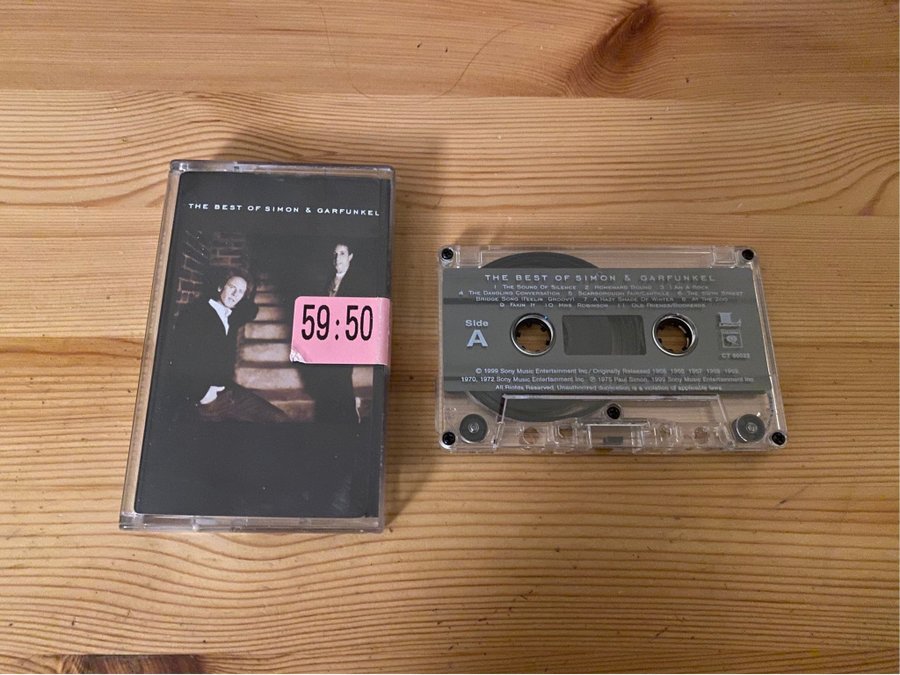 THE BEST OF SIMON & GARFUNKEL
59:50
THE BEST OF SIMON & GARFUNKEL
1 THE SOUND OF SILENCE 2 HOMEWARD BOUND 3 I AM A ROCK
4 THE DANGLING CONVERSATION 5 SCARBOROUGH FAIR/CANTICLE 6 THE 59TH STREET
BRIDGE SONG (FEELIN' GROOVY) 7 A HAZY SHADE OF WINTER 8 AT THE ZOO
9 FAKIN' IT 10 MRS. ROBINSON 11 OLD FRIENDS/BOOKENDS
Side
A
CT
© 1999 Sony Music Entertainment Inc./Originally Released 1965, 1966, 1967, 1968, 1969,
1970, 1972 Sony Music Entertainment Inc. ℗ 1975 Paul Simon, 1999 Sony Music Entertainment Inc.
All Rights Reserved. Unauthorized duplication is a violation of applicable laws.